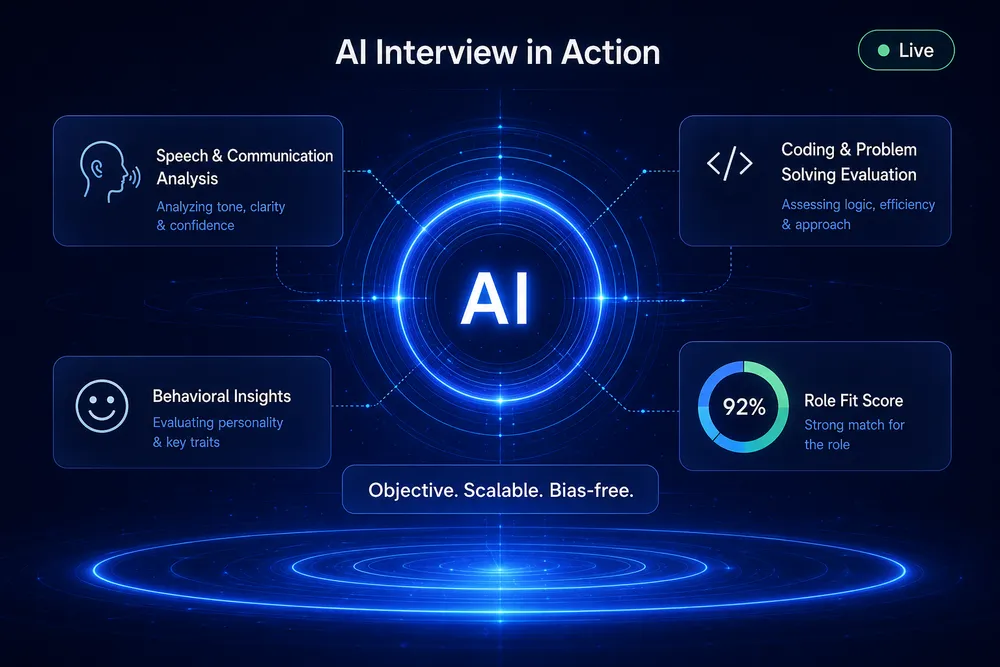 AI Interview in Action
Live
Speech & Communication
Analysis
Analyzing tone, clarity
& confidence
Coding & Problem
Solving Evaluation
Assessing logic, efficiency
& approach
AI
Behavioral Insights
Evaluating personality
& key traits
92%
Role Fit Score
Strong match for
the role
Objective. Scalable. Bias-free.